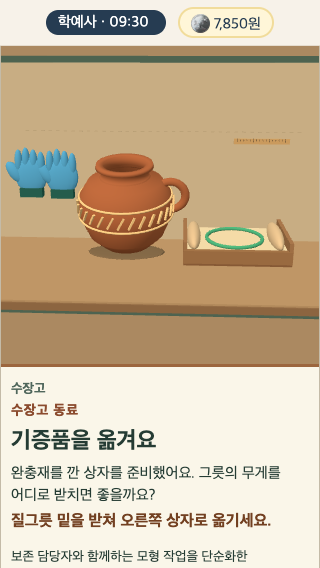 학예사 · 09:30
7,850원
수장고
수장고 동료
기증품을 옮겨요
완충재를 깐 상자를 준비했어요. 그릇의 무게를
어디로 받치면 좋을까요?
질그릇 밑을 받쳐 오른쪽 상자로 옮기세요.
보존 담당자와 함께하는 모형 작업을 단순화한